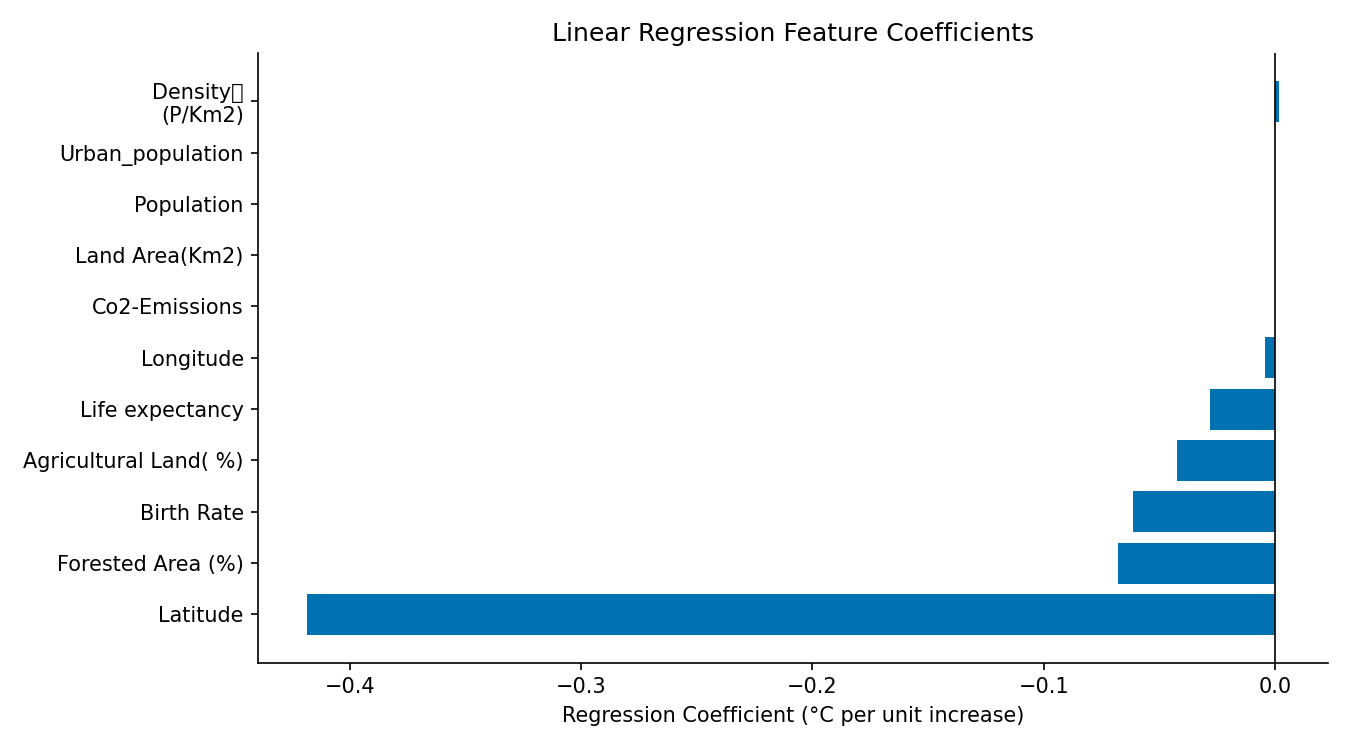 Linear Regression Feature Coefficients
Density
(P/Km2)
Urban_population
Population
Land Area(Km2)
Co2-Emissions
Longitude
Life expectancy
Agricultural Land( %)
Birth Rate
Forested Area (%)
Latitude
−0.4 −0.3 −0.2 −0.1 0.0
Regression Coefficient (°C per unit increase)